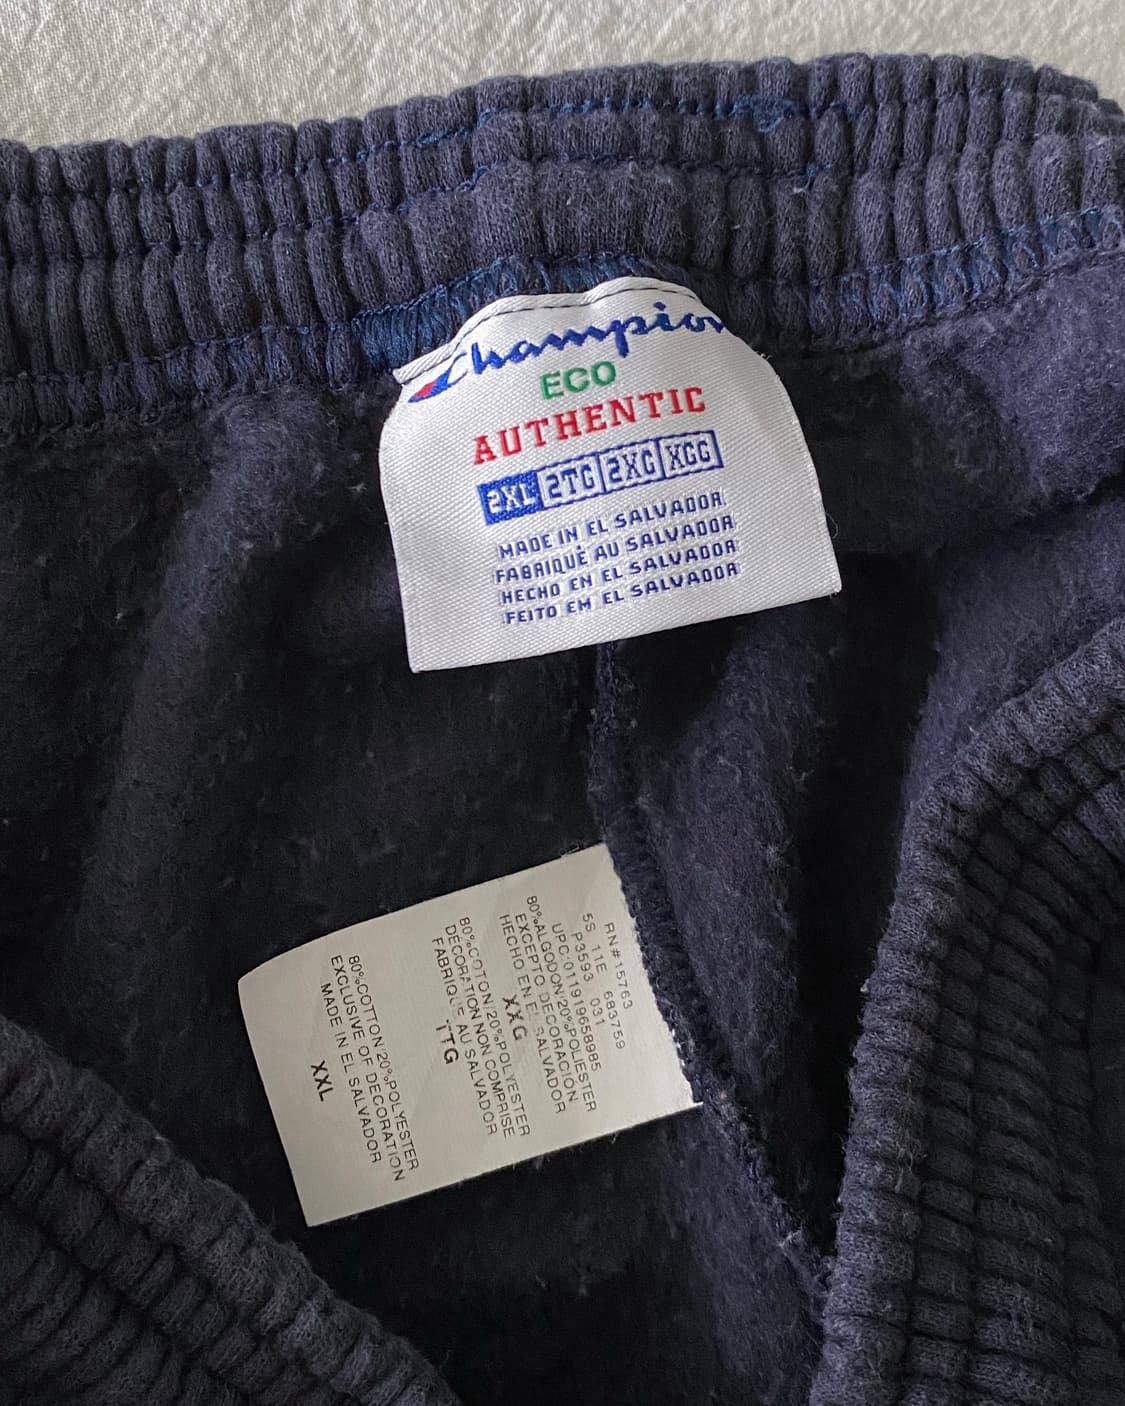 Champion
ECO
AUTHENTIC
2XL 2TG 2XG XGG
MADE IN EL SALVADOR
FABRIQUÉ AU SALVADOR
HECHO EN EL SALVADOR
FEITO EM EL SALVADOR
RN#15763
5S 11E 683759
P3593 031
UPC:011919658985
80%ALGODON/20%POLIESTER
EXCEPTO DECORACIÓN
HECHO EN EL SALVADOR
XXG
80%COTTON/20%POLYESTER
DÉCORATION NON COMPRISE
FABRIQUÉ AU SALVADOR
TTG
80%COTTON/20%POLYESTER
EXCLUSIVE OF DECORATION
MADE IN EL SALVADOR
XXL